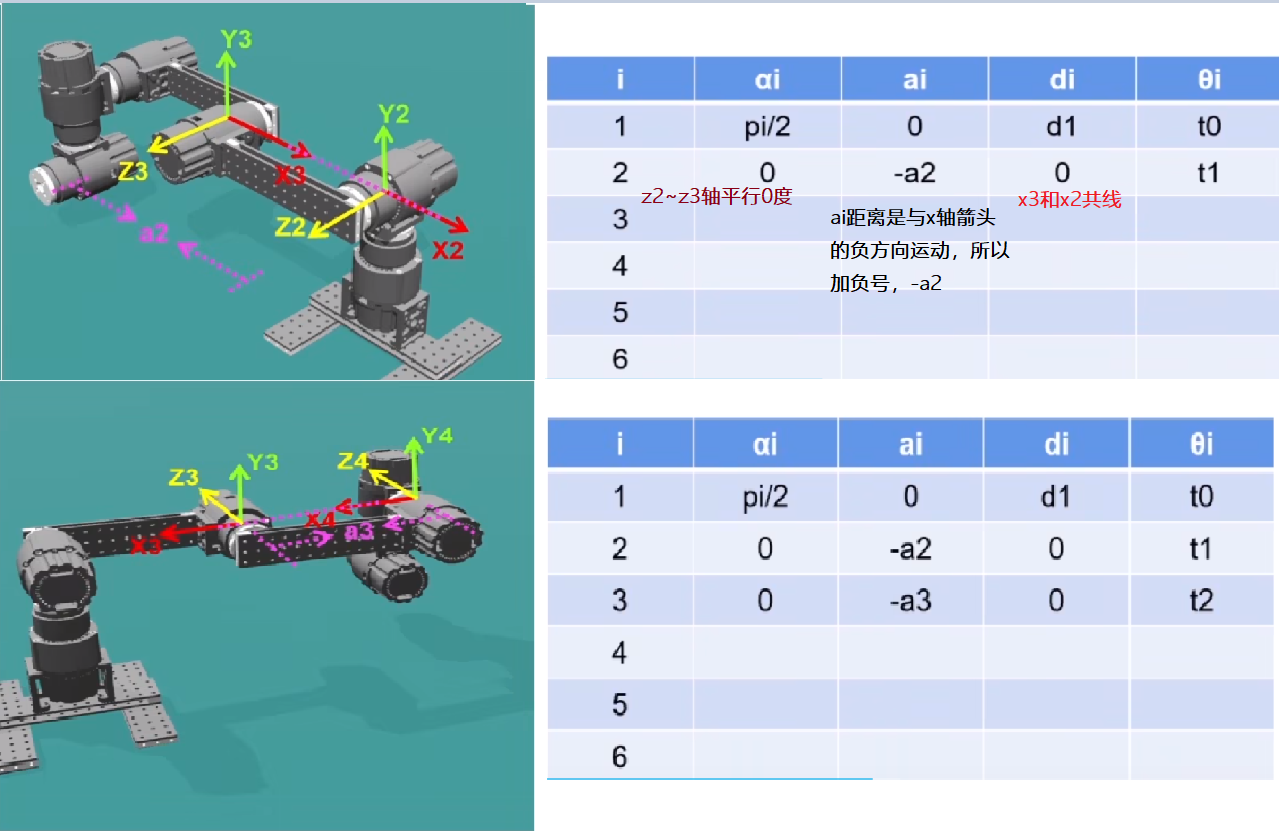 Y3
Y2
Z3
X3
Z2
X2
a2
i αi ai di θi
1 pi/2 0 d1 t0
2 0 -a2 0 t1
z2~z3轴平行0度
x3和x2共线
3
ai距离是与x轴箭头
的负方向运动，所以
加负号，-a2
4
5
6
Y4
Z4
Y3
Z3
X4
a3
X3
i αi ai di θi
1 pi/2 0 d1 t0
2 0 -a2 0 t1
3 0 -a3 0 t2
4
5
6